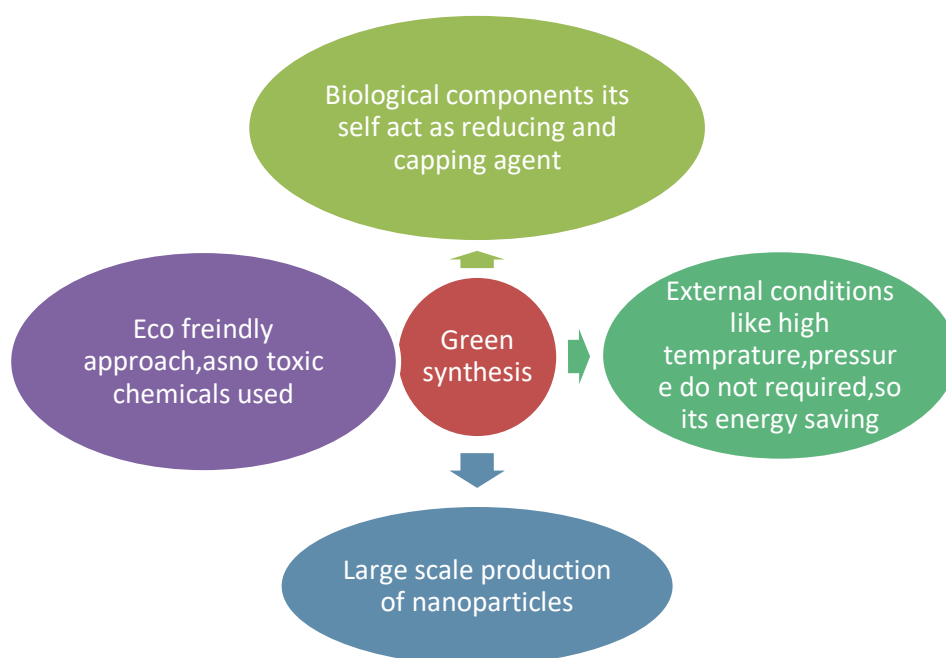 Biological components its
self act as reducing and
capping agent
Eco freindly
approach,asno toxic
chemicals used
Green
synthesis
External conditions
like high
temprature,pressur
e do not required,so
its energy saving
Large scale production
of nanoparticles